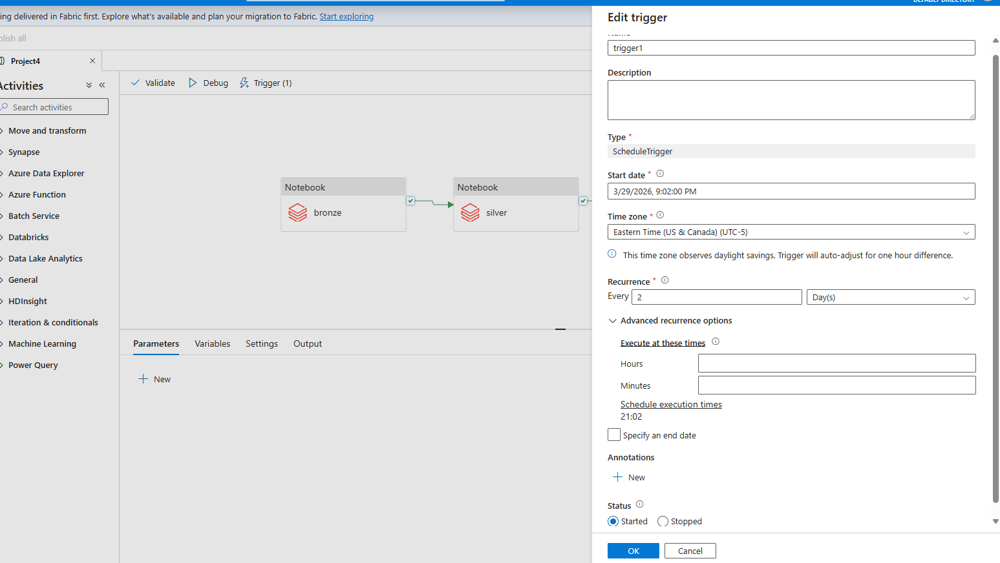 DEFAULT DIRECTORY
ing delivered in Fabric first. Explore what's available and plan your migration to Fabric. Start exploring
blish all
Project4
Activities
Search activities
Move and transform
Synapse
Azure Data Explorer
Azure Function
Batch Service
Databricks
Data Lake Analytics
General
HDInsight
Iteration & conditionals
Machine Learning
Power Query
Validate
Debug
Trigger (1)
Notebook
bronze
Notebook
silver
Parameters
Variables
Settings
Output
New
Edit trigger
Name
trigger1
Description
Type *
ScheduleTrigger
Start date *
3/29/2026, 9:02:00 PM
Time zone *
Eastern Time (US & Canada) (UTC-5)
This time zone observes daylight savings. Trigger will auto-adjust for one hour difference.
Recurrence *
Every 2 Day(s)
Advanced recurrence options
Execute at these times
Hours
Minutes
Schedule execution times
21:02
Specify an end date
Annotations
New
Status
Started Stopped
OK Cancel